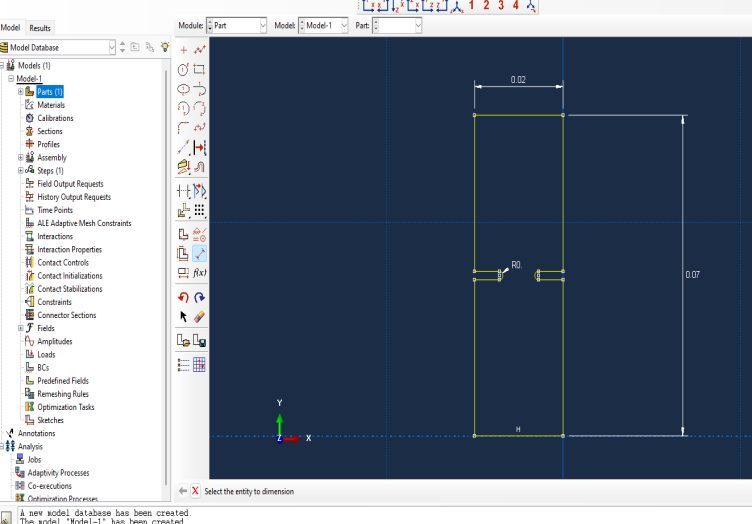 1 2 3 4
Module: Part Model: Model-1 Part:
Model Results
Model Database
Models (1)
Model-1
Parts (1)
Materials
Calibrations
Sections
Profiles
Assembly
Steps (1)
Field Output Requests
History Output Requests
Time Points
ALE Adaptive Mesh Constraints
Interactions
Interaction Properties
Contact Controls
Contact Initializations
Contact Stabilizations
Constraints
Connector Sections
Fields
Amplitudes
Loads
BCs
Predefined Fields
Remeshing Rules
Optimization Tasks
Sketches
Annotations
Analysis
Jobs
Adaptivity Processes
Co-executions
Optimization Processes
f(x)
0.02
R0.
0.07
H
Y
Z X
X Select the entity to dimension
A new model database has been created.
The model "Model-1" has been created.